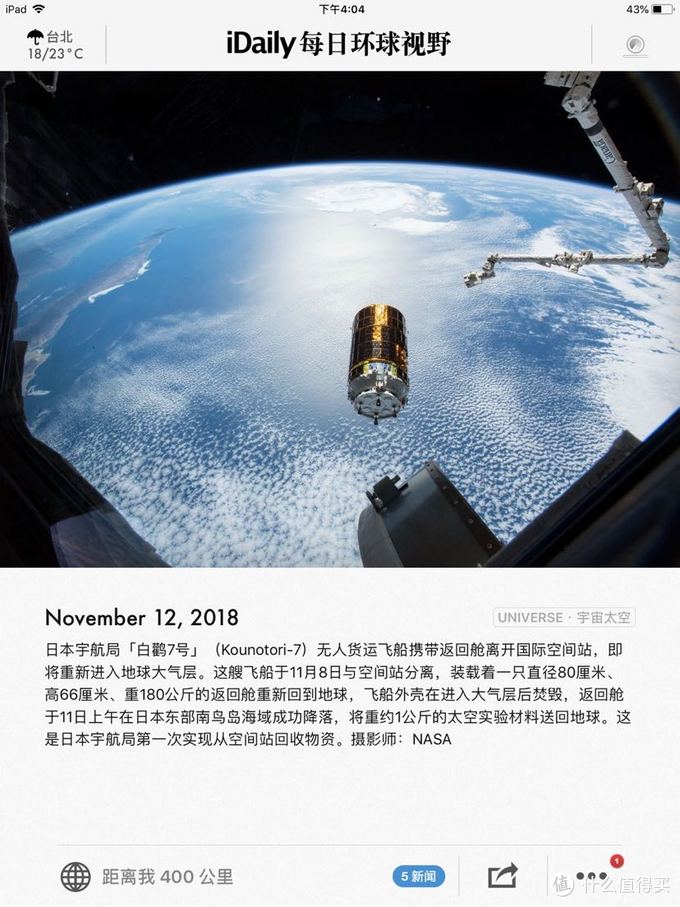 iPad 下午4:04 43%
台北
18/23°C
iDaily 每日环球视野
Canada
November 12, 2018
UNIVERSE · 宇宙太空
日本宇航局「白鹳7号」（Kounotori-7）无人货运飞船携带返回舱离开国际空间站，即
将重新进入地球大气层。这艘飞船于11月8日与空间站分离，装载着一只直径80厘米、
高66厘米、重180公斤的返回舱重新回到地球，飞船外壳在进入大气层后焚毁，返回舱
于11日上午在日本东部南鸟岛海域成功降落，将重约1公斤的太空实验材料送回地球。这
是日本宇航局第一次实现从空间站回收物资。摄影师：NASA
距离我 400 公里
5 新闻
1
值 什么值得买